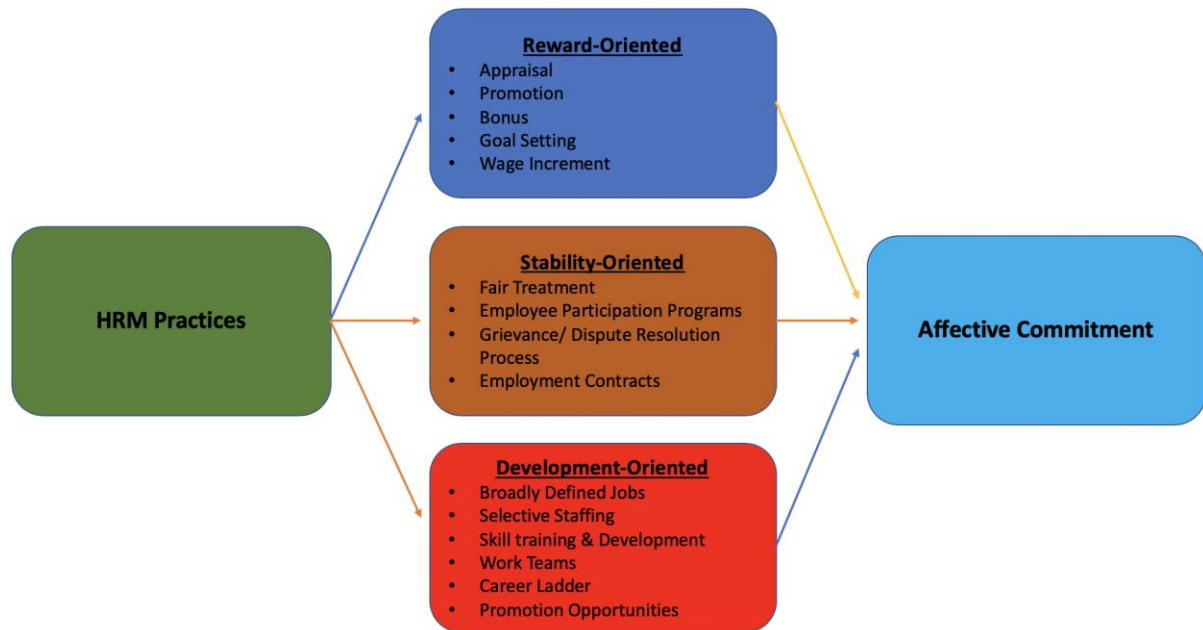 HRM Practices
Reward-Oriented
• Appraisal
• Promotion
• Bonus
• Goal Setting
• Wage Increment
Stability-Oriented
• Fair Treatment
• Employee Participation Programs
• Grievance/ Dispute Resolution
Process
• Employment Contracts
Development-Oriented
• Broadly Defined Jobs
• Selective Staffing
• Skill training & Development
• Work Teams
• Career Ladder
• Promotion Opportunities
Affective Commitment